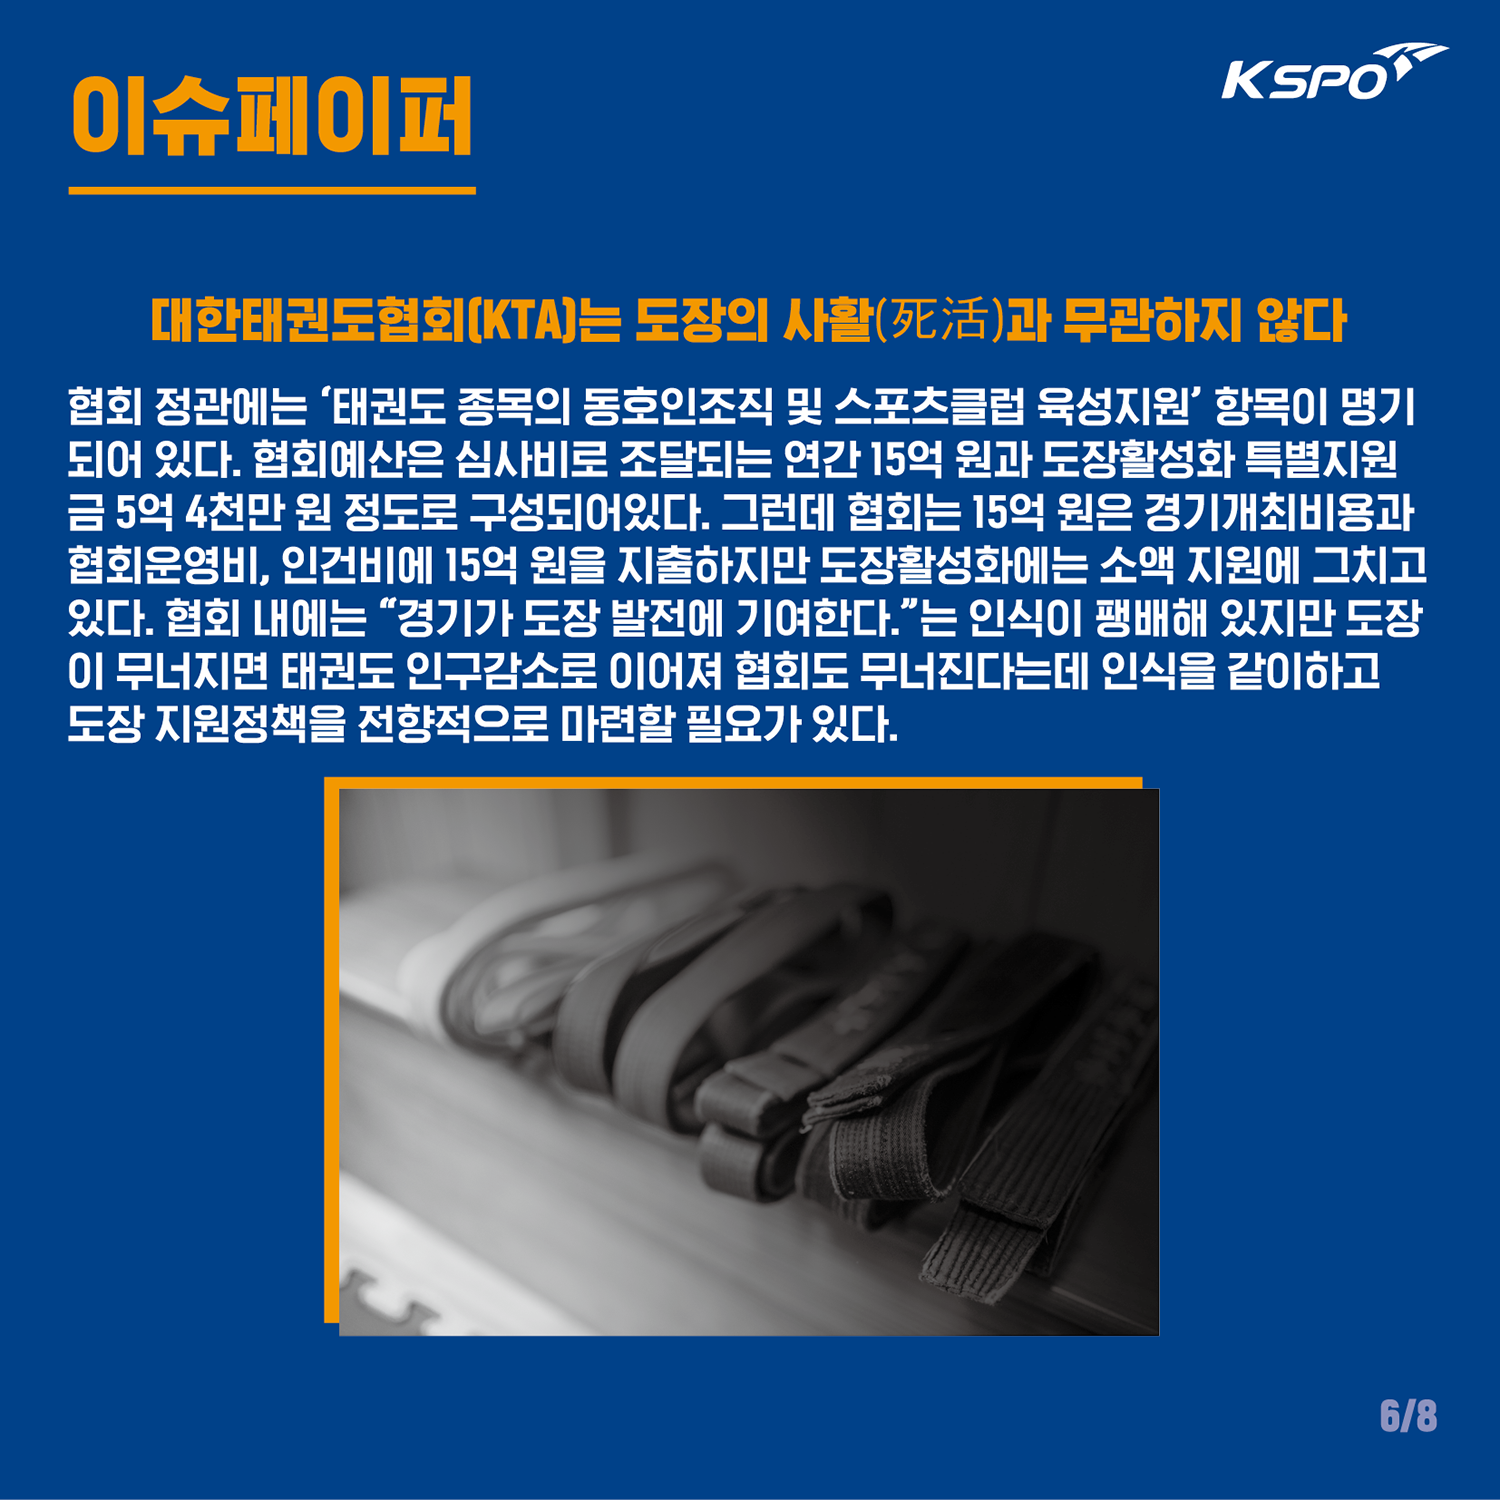 이슈페이퍼
KSPO
대한태권도협회(KTA)는 도장의 사활(死活)과 무관하지 않다
협회 정관에는 ‘태권도 종목의 동호인조직 및 스포츠클럽 육성지원’ 항목이 명기
되어 있다. 협회예산은 심사비로 조달되는 연간 15억 원과 도장활성화 특별지원
금 5억 4천만 원 정도로 구성되어있다. 그런데 협회는 15억 원은 경기개최비용과
협회운영비, 인건비에 15억 원을 지출하지만 도장활성화에는 소액 지원에 그치고
있다. 협회 내에는 “경기가 도장 발전에 기여한다.”는 인식이 팽배해 있지만 도장
이 무너지면 태권도 인구감소로 이어져 협회도 무너진다는데 인식을 같이하고
도장 지원정책을 전향적으로 마련할 필요가 있다.
6/8